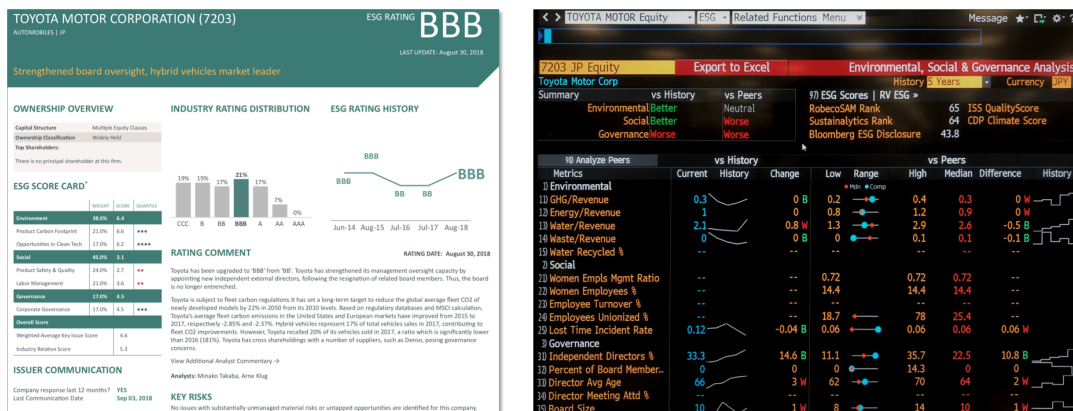 TOYOTA MOTOR CORPORATION (7203)
AUTOMOBILES | JP
ESG RATING BBB
LAST UPDATE: August 30, 2018
Strengthened board oversight, hybrid vehicles market leader
OWNERSHIP OVERVIEW
Capital Structure Multiple Equity Classes
Ownership Classification Widely Held
Top Shareholders:
There is no principal shareholder at this firm.
ESG SCORE CARD*
WEIGHT SCORE QUARTILE
Environment 38.0% 6.4
Product Carbon Footprint 21.0% 6.6 •••
Opportunities in Clean Tech 17.0% 6.2 ••••
Social 45.0% 3.1
Product Safety & Quality 24.0% 2.7 ••
Labor Management 21.0% 3.6 ••
Governance 17.0% 4.5
Corporate Governance 17.0% 4.5 •••
Overall Score
Weighted-Average Key Issue Score 4.6
Industry Relative Score 5.3
ISSUER COMMUNICATION
Company response last 12 months? YES
Last Communication Date Sep 03, 2018
INDUSTRY RATING DISTRIBUTION
19% 19% 17% 21% 17% 7% 0%
CCC B BB BBB A AA AAA
ESG RATING HISTORY
BBB BBB BB BB BBB
Jun-14 Aug-15 Jul-16 Jul-17 Aug-18
RATING COMMENT
RATING DATE: August 30, 2018
Toyota has been upgraded to 'BBB' from 'BB'. Toyota has strengthened its management oversight capacity by
appointing new independent external directors, following the resignation of related board members. Thus, the board
is no longer entrenched.
Toyota is subject to fleet carbon regulations.It has set a long-term target to reduce the global average fleet CO2 of
newly developed models by 22% in 2050 from its 2010 levels. Based on regulatory databases and MSCI calculation,
Toyota's average fleet carbon emissions in the United States and European markets have improved from 2015 to
2017, respectively -2.85% and -2.37%. Hybrid vehicles represent 17% of total vehicles sales in 2017, contributing to
fleet CO2 improvements. However, Toyota recalled 20% of its vehicles sold in 2017, a ratio which is significantly lower
than 2016 (181%). Toyota has cross shareholdings with a number of suppliers, such as Denso, posing governance
concerns.
View Additional Analyst Commentary →
Analysts: Minako Takaba, Arne Klug
KEY RISKS
No issues with substantially unmanaged material risks or untapped opportunities are identified for this company.
< > TOYOTA MOTOR Equity ESG Related Functions Menu
Message
7203 JP Equity Export to Excel Environmental, Social & Governance Analysis
Toyota Motor Corp History 5 Years Currency JPY
Summary vs History vs Peers 97) ESG Scores | RV ESG »
Environmental Better Neutral RobecoSAM Rank 65 ISS QualityScore
Social Better Worse Sustainalytics Rank 64 CDP Climate Score
Governance Worse Worse Bloomberg ESG Disclosure 43.8
98) Analyze Peers vs History vs Peers
Metrics Current History Change Low Range High Median Difference History
1) Environmental Mdn Comp
11) GHG/Revenue 0.3 0 B 0.2 0.4 0.3 0 W
12) Energy/Revenue 1 0 0.8 1.2 0.9 0 W
13) Water/Revenue 2.1 0.8 W 1.3 2.9 2.6 -0.5 B
14) Waste/Revenue 0 0 B 0 0.1 0.1 -0.1 B
15) Water Recycled % -- -- -- -- -- --
2) Social
21) Women Empls Mgmt Ratio -- -- 0.72 0.72 0.72 --
22) Women Employees % -- -- 14.4 14.4 14.4 --
23) Employee Turnover % -- -- -- -- -- --
24) Employees Unionized % -- -- 18.7 78 25.4 --
25) Lost Time Incident Rate 0.12 -0.04 B 0.06 0.06 0.06 0.06 W
3) Governance
31) Independent Directors % 33.3 14.6 B 11.1 35.7 22.5 10.8 B
32) Percent of Board Member... 0 0 0 14.3 0 0
33) Director Avg Age 66 3 W 62 70 64 2 W
34) Director Meeting Attd % -- -- -- -- -- --
35) Board Size 10 1 W 8 14 10 1 W